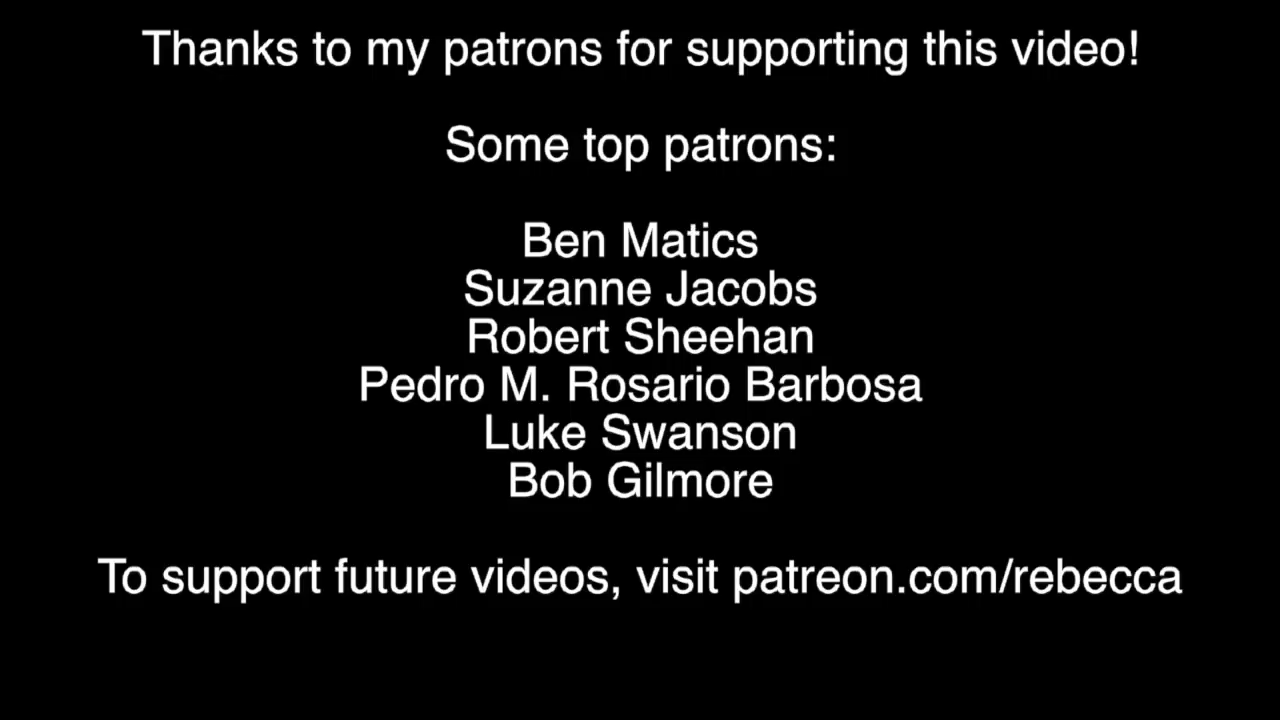 Thanks to my patrons for supporting this video!
Some top patrons:
Ben Matics
Suzanne Jacobs
Robert Sheehan
Pedro M. Rosario Barbosa
Luke Swanson
Bob Gilmore
To support future videos, visit patreon.com/rebecca